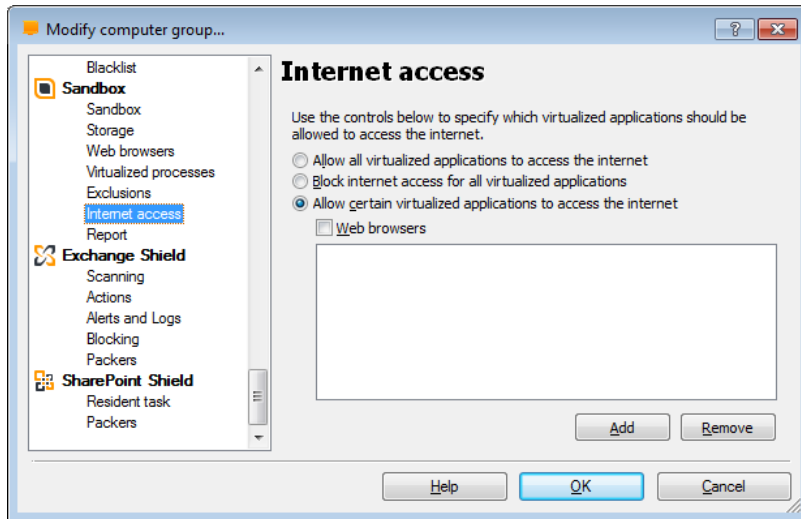 Modify computer group...
Blacklist
Sandbox
Sandbox
Storage
Web browsers
Virtualized processes
Exclusions
Internet access
Report
Exchange Shield
Scanning
Actions
Alerts and Logs
Blocking
Packers
SharePoint Shield
Resident task
Packers
Internet access
Use the controls below to specify which virtualized applications should be
allowed to access the internet.
Allow all virtualized applications to access the internet
Block internet access for all virtualized applications
Allow certain virtualized applications to access the internet
Web browsers
Add Remove
Help OK Cancel